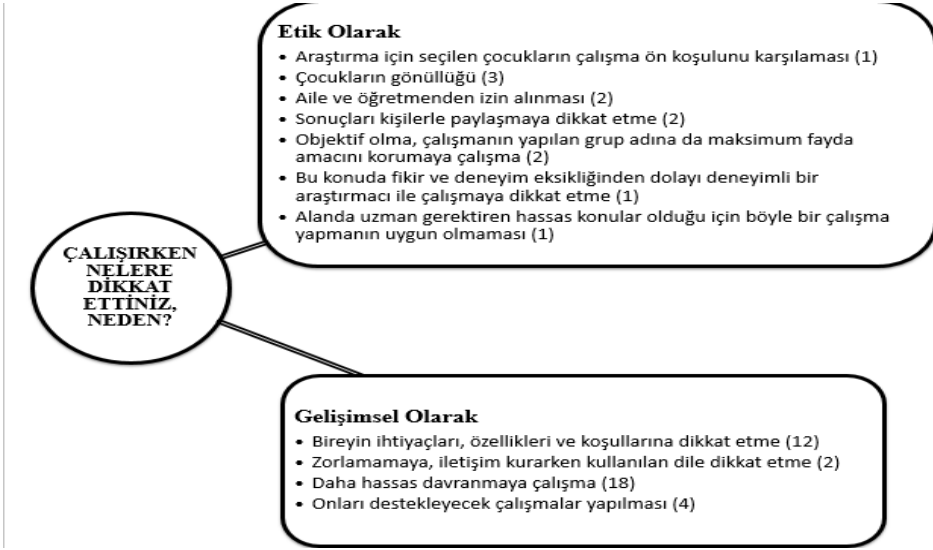 Etik Olarak
• Araştırma için seçilen çocukların çalışma ön koşulunu karşılaması (1)
• Çocukların gönüllüğü (3)
• Aile ve öğretmenden izin alınması (2)
• Sonuçları kişilerle paylaşmaya dikkat etme (2)
• Objektif olma, çalışmanın yapılan grup adına da maksimum fayda
amacını korumaya çalışma (2)
• Bu konuda fikir ve deneyim eksikliğinden dolayı deneyimli bir
araştırmacı ile çalışmaya dikkat etme (1)
• Alanda uzman gerektiren hassas konular olduğu için böyle bir çalışma
yapmanın uygun olmaması (1)
ÇALIŞIRKEN
NELERE
DİKKAT
ETTİNİZ,
NEDEN?
Gelişimsel Olarak
• Bireyin ihtiyaçları, özellikleri ve koşullarına dikkat etme (12)
• Zorlamamaya, iletişim kurarken kullanılan dile dikkat etme (2)
• Daha hassas davranmaya çalışma (18)
• Onları destekleyecek çalışmalar yapılması (4)